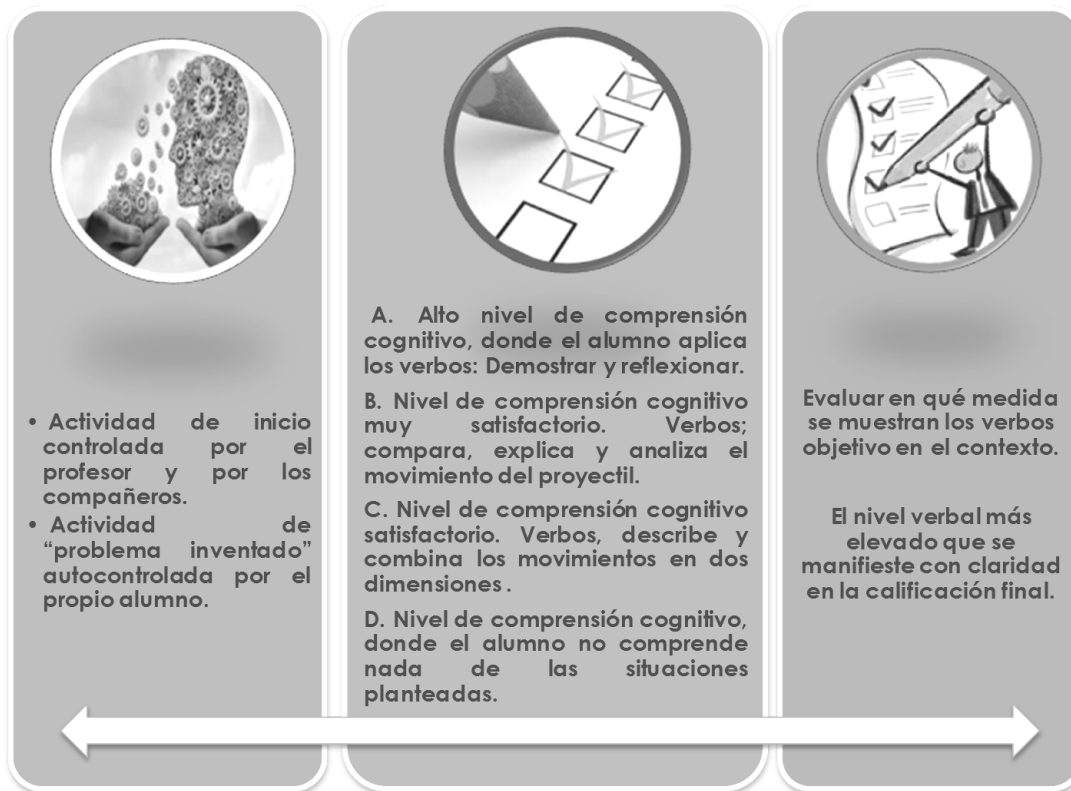 • Actividad de inicio
controlada por el
profesor y por los
compañeros.
• Actividad de
“problema inventado”
autocontrolada por el
propio alumno.
A. Alto nivel de comprensión
cognitivo, donde el alumno aplica
los verbos: Demostrar y reflexionar.
B. Nivel de comprensión cognitivo
muy satisfactorio. Verbos;
compara, explica y analiza el
movimiento del proyectil.
C. Nivel de comprensión cognitivo
satisfactorio. Verbos, describe y
combina los movimientos en dos
dimensiones .
D. Nivel de comprensión cognitivo,
donde el alumno no comprende
nada de las situaciones
planteadas.
Evaluar en qué medida
se muestran los verbos
objetivo en el contexto.
El nivel verbal más
elevado que se
manifieste con claridad
en la calificación final.